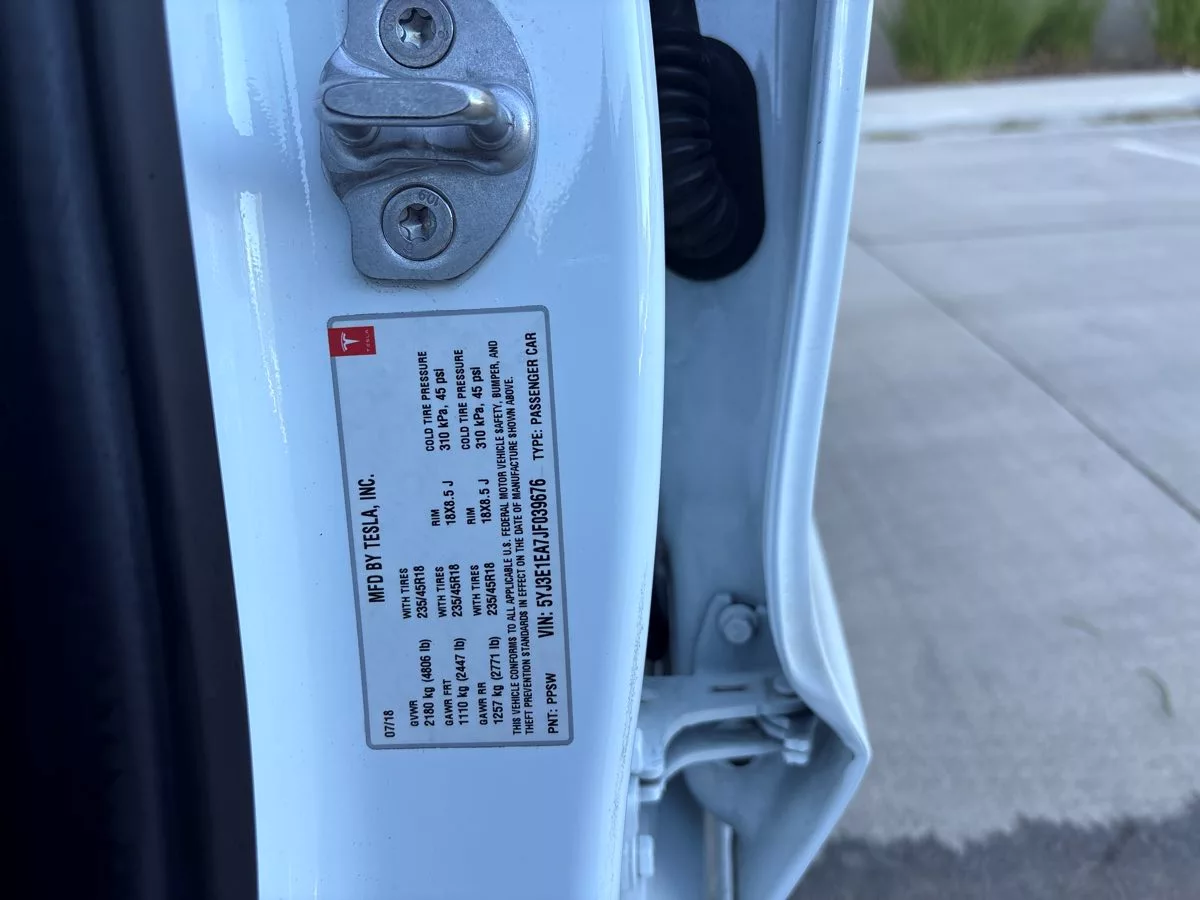 TESLA
07/18 MFD BY TESLA, INC.
GVWR WITH TIRES RIM COLD TIRE PRESSURE
2180 kg (4806 lb) 235/45R18 18X8.5 J 310 kPa, 45 psi
GAWR FRT WITH TIRES RIM COLD TIRE PRESSURE
1110 kg (2447 lb) 235/45R18 18X8.5 J 310 kPa, 45 psi
GAWR RR WITH TIRES
1257 kg (2771 lb) 235/45R18
THIS VEHICLE CONFORMS TO ALL APPLICABLE U.S. FEDERAL MOTOR VEHICLE SAFETY, BUMPER, AND
THEFT PREVENTION STANDARDS IN EFFECT ON THE DATE OF MANUFACTURE SHOWN ABOVE.
PNT: PPSW VIN: 5YJ3E1EA7JF039676 TYPE: PASSENGER CAR